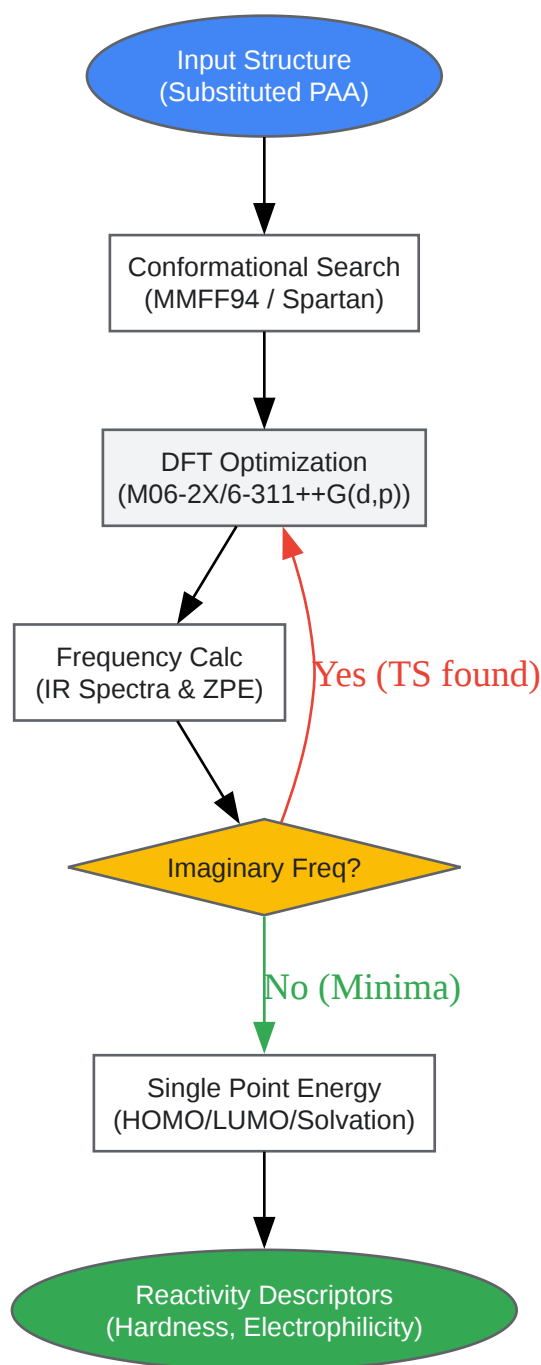 Input Structure
(Substituted PAA)
Conformational Search
(MMFF94 / Spartan)
DFT Optimization
(M06-2X/6-311++G(d,p))
Frequency Calc
(IR Spectra & ZPE)
Yes (TS found)
Imaginary Freq?
No (Minima)
Single Point Energy
(HOMO/LUMO/Solvation)
Reactivity Descriptors
(Hardness, Electrophilicity)